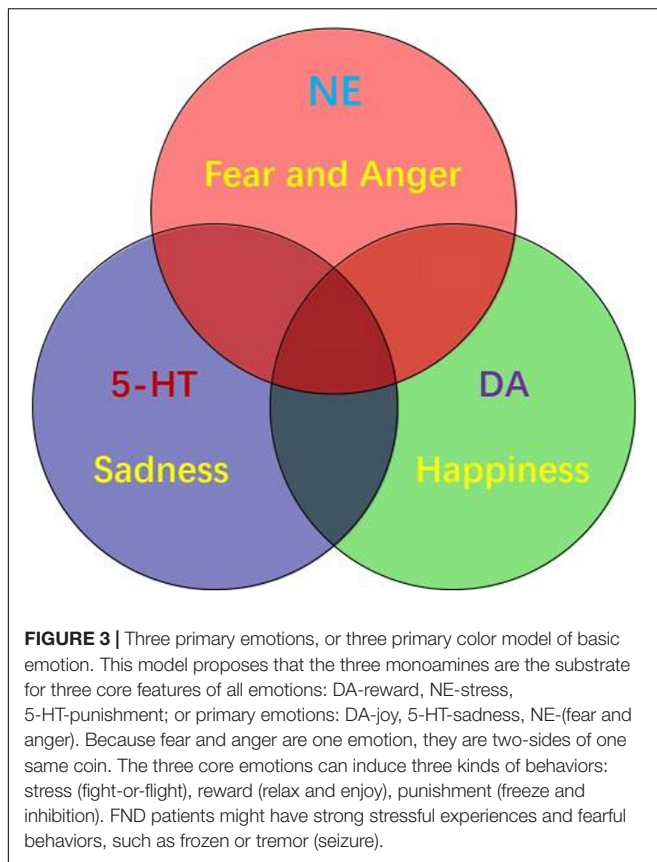 NE
Fear and Anger
5-HT
DA
Sadness
Happiness
FIGURE 3 | Three primary emotions, or three primary color model of basic
emotion. This model proposes that the three monoamines are the substrate
for three core features of all emotions: DA-reward, NE-stress,
5-HT-punishment; or primary emotions: DA-joy, 5-HT-sadness, NE-(fear and
anger). Because fear and anger are one emotion, they are two-sides of one
same coin. The three core emotions can induce three kinds of behaviors:
stress (fight-or-flight), reward (relax and enjoy), punishment (freeze and
inhibition). FND patients might have strong stressful experiences and fearful
behaviors, such as frozen or tremor (seizure).